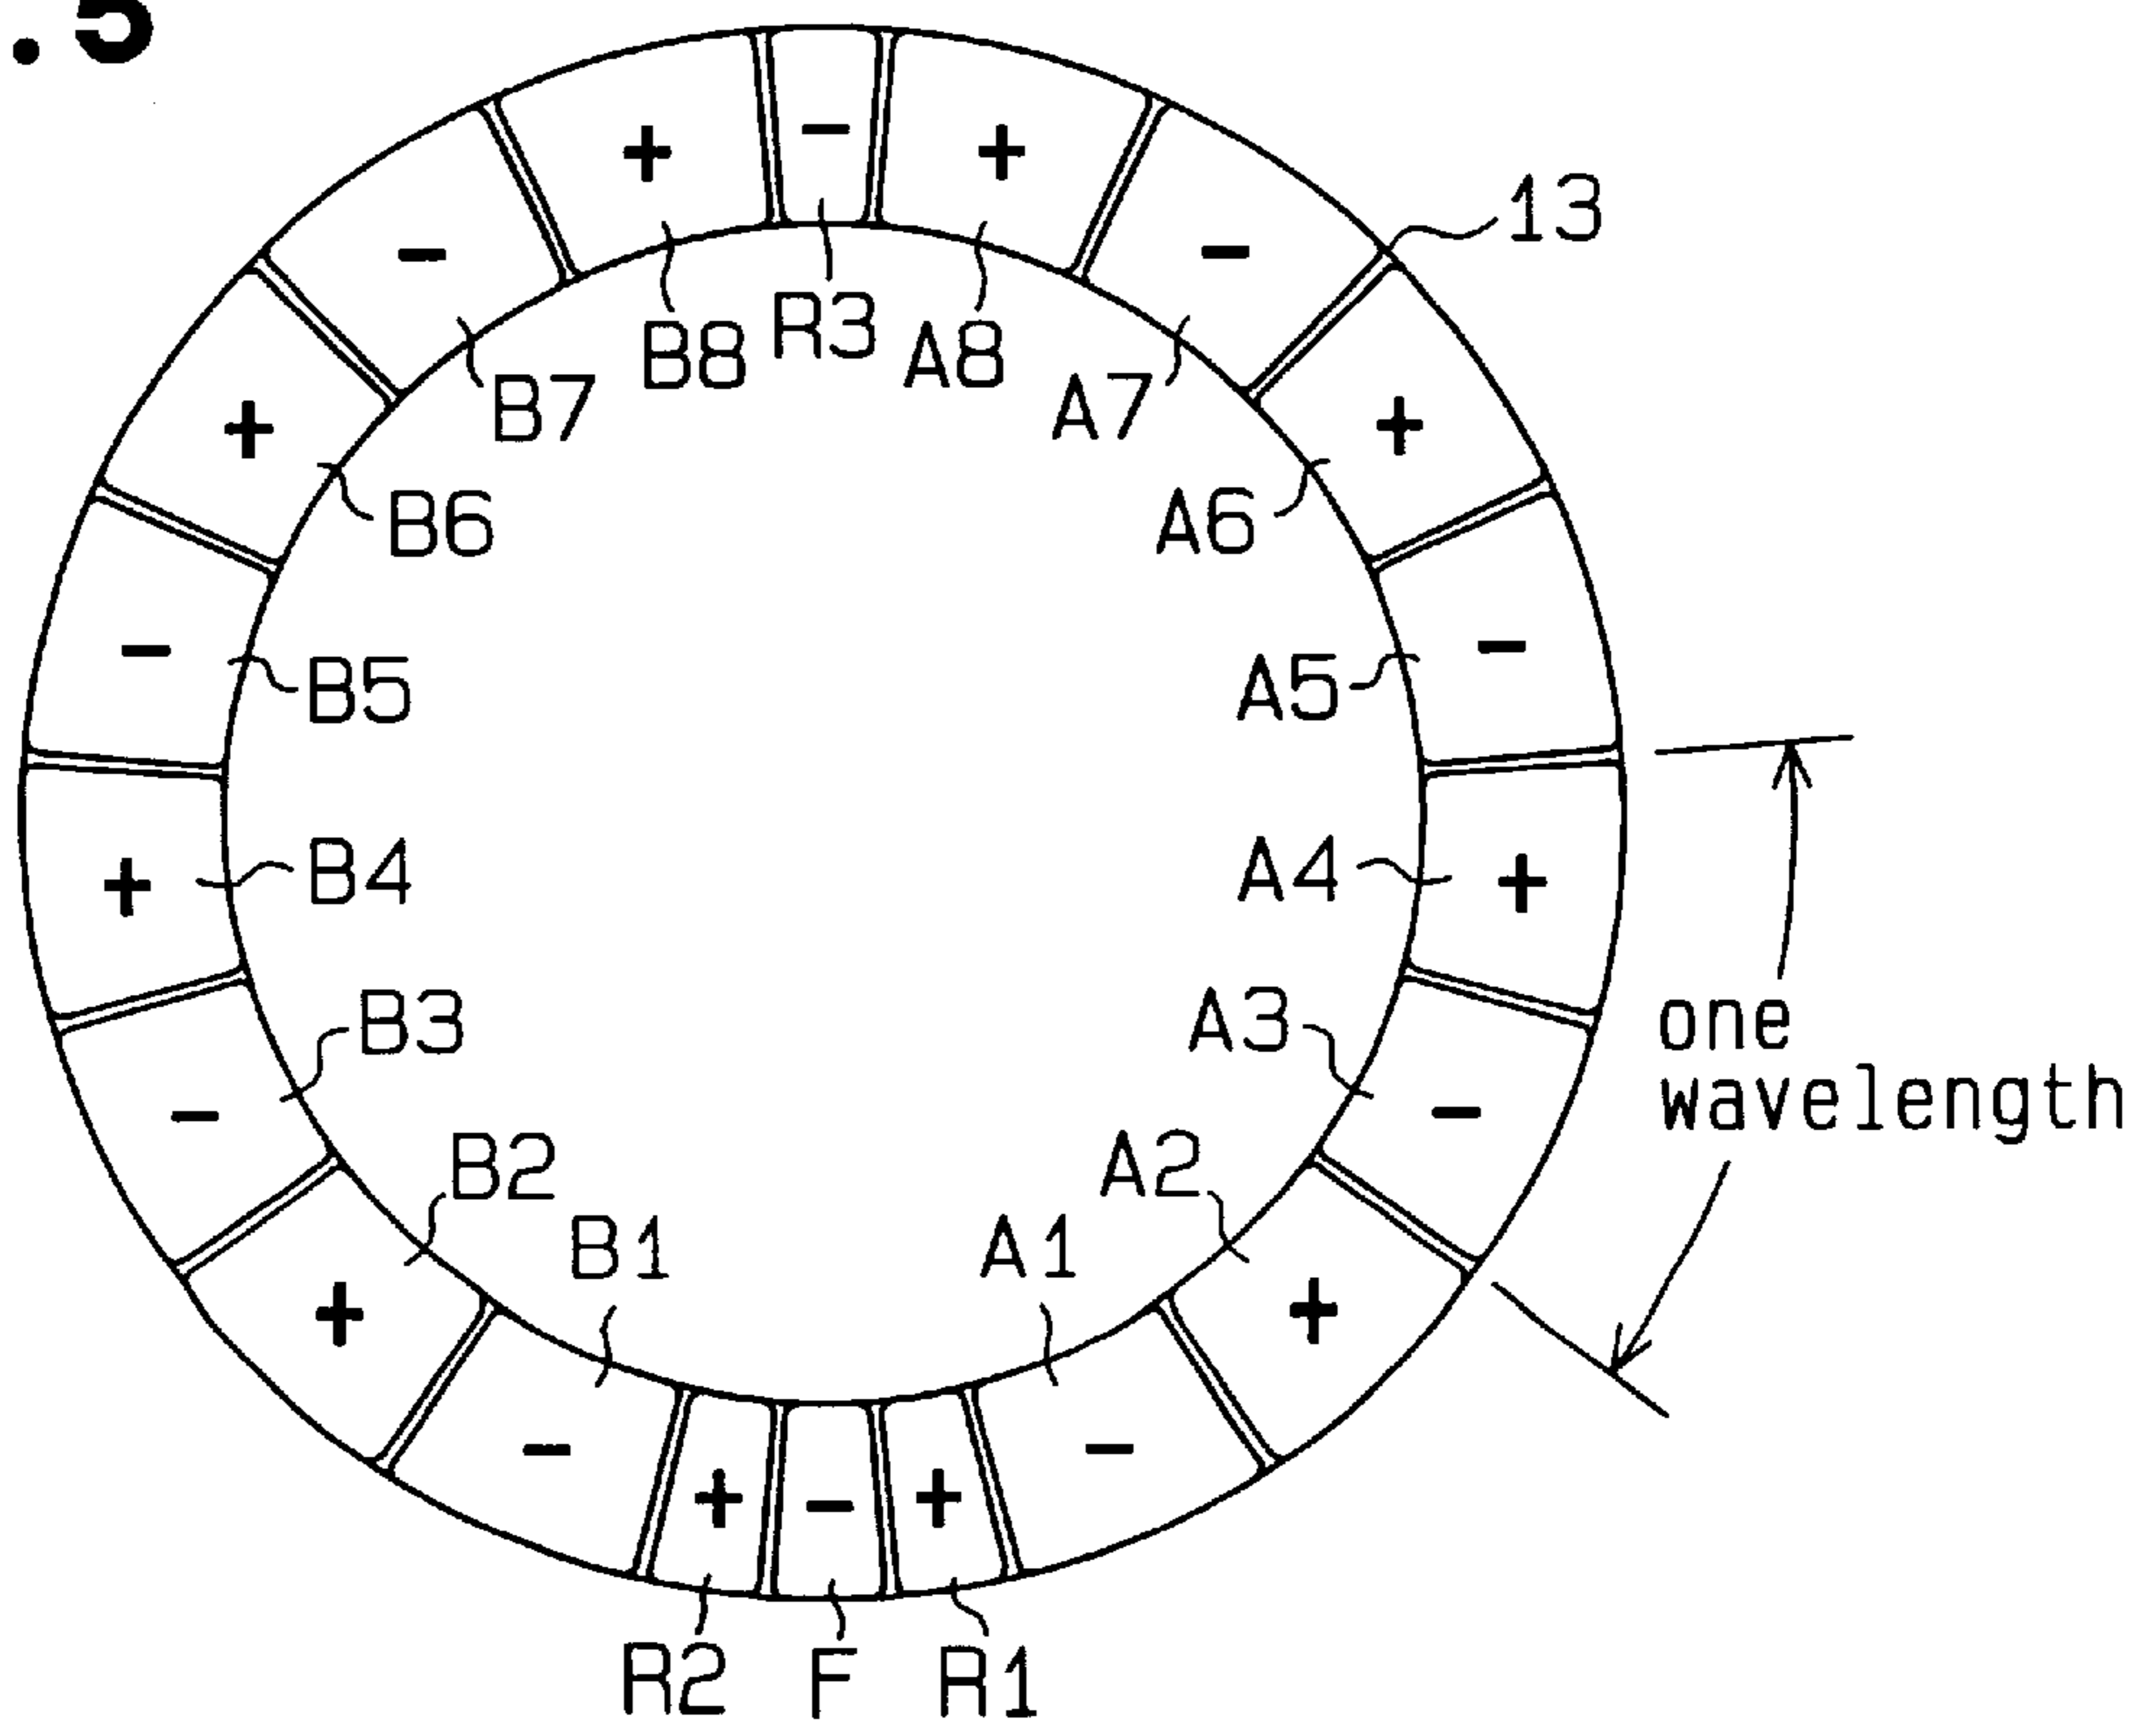 .5
+ - +
- - 13
B8 R3 A8
B7 A7
+ +
B6 A6
- B5 A5 -
+ B4 A4 +
B3 A3 one
- - wavelength
B2 A2
B1 A1
+ +
- -
+ - +
R2 F R1